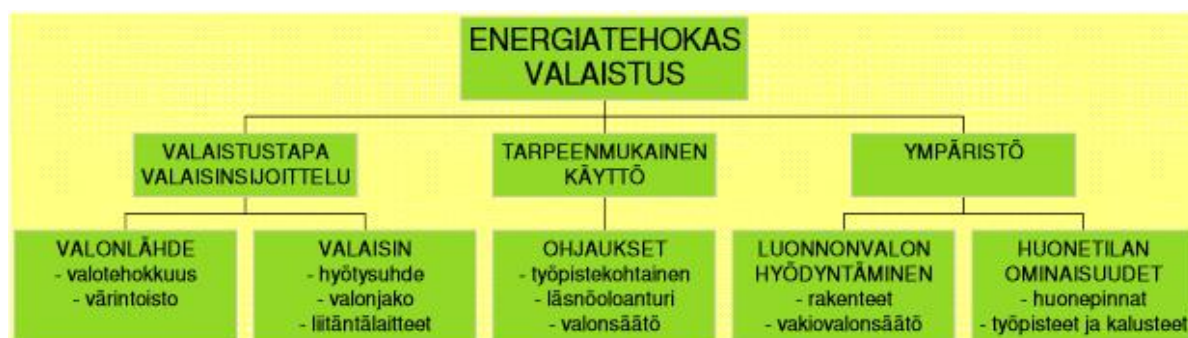 ENERGIATEHOKAS
VALAISTUS
VALAISTUSTAPA
VALAISINSIJOITTELU
TARPEENMUKAINEN
KÄYTTÖ
YMPÄRISTÖ
VALONLÄHDE
- valotehokkuus
- värintoisto
VALAISIN
- hyötysuhde
- valonjako
- liitäntälaitteet
OHJAUKSET
- työpistekohtainen
- läsnöoloanturi
- valonsäätö
LUONNONVALON
HYÖDYNTÄMINEN
- rakenteet
- vakiovalonsäätö
HUONETILAN
OMINAISUUDET
- huonepinnat
- työpisteet ja kalusteet